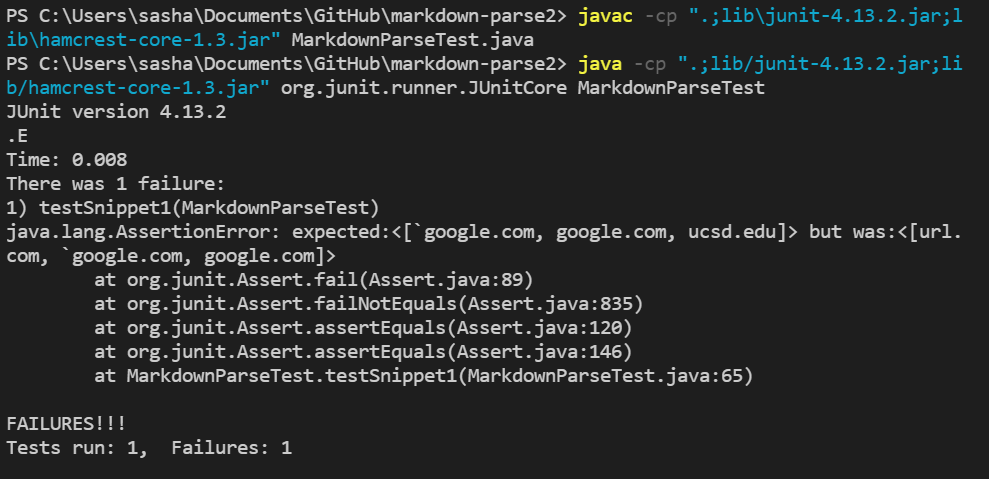 PS C:\Users\sasha\Documents\GitHub\markdown-parse2> javac -cp ".;lib\junit-4.13.2.jar;l
ib\hamcrest-core-1.3.jar" MarkdownParseTest.java
PS C:\Users\sasha\Documents\GitHub\markdown-parse2> java -cp ".;lib/junit-4.13.2.jar;li
b/hamcrest-core-1.3.jar" org.junit.runner.JUnitCore MarkdownParseTest
JUnit version 4.13.2
.E
Time: 0.008
There was 1 failure:
1) testSnippet1(MarkdownParseTest)
java.lang.AssertionError: expected:<[`google.com, google.com, ucsd.edu]> but was:<[url.
com, `google.com, google.com]>
        at org.junit.Assert.fail(Assert.java:89)
        at org.junit.Assert.failNotEquals(Assert.java:835)
        at org.junit.Assert.assertEquals(Assert.java:120)
        at org.junit.Assert.assertEquals(Assert.java:146)
        at MarkdownParseTest.testSnippet1(MarkdownParseTest.java:65)

FAILURES!!!
Tests run: 1,  Failures: 1